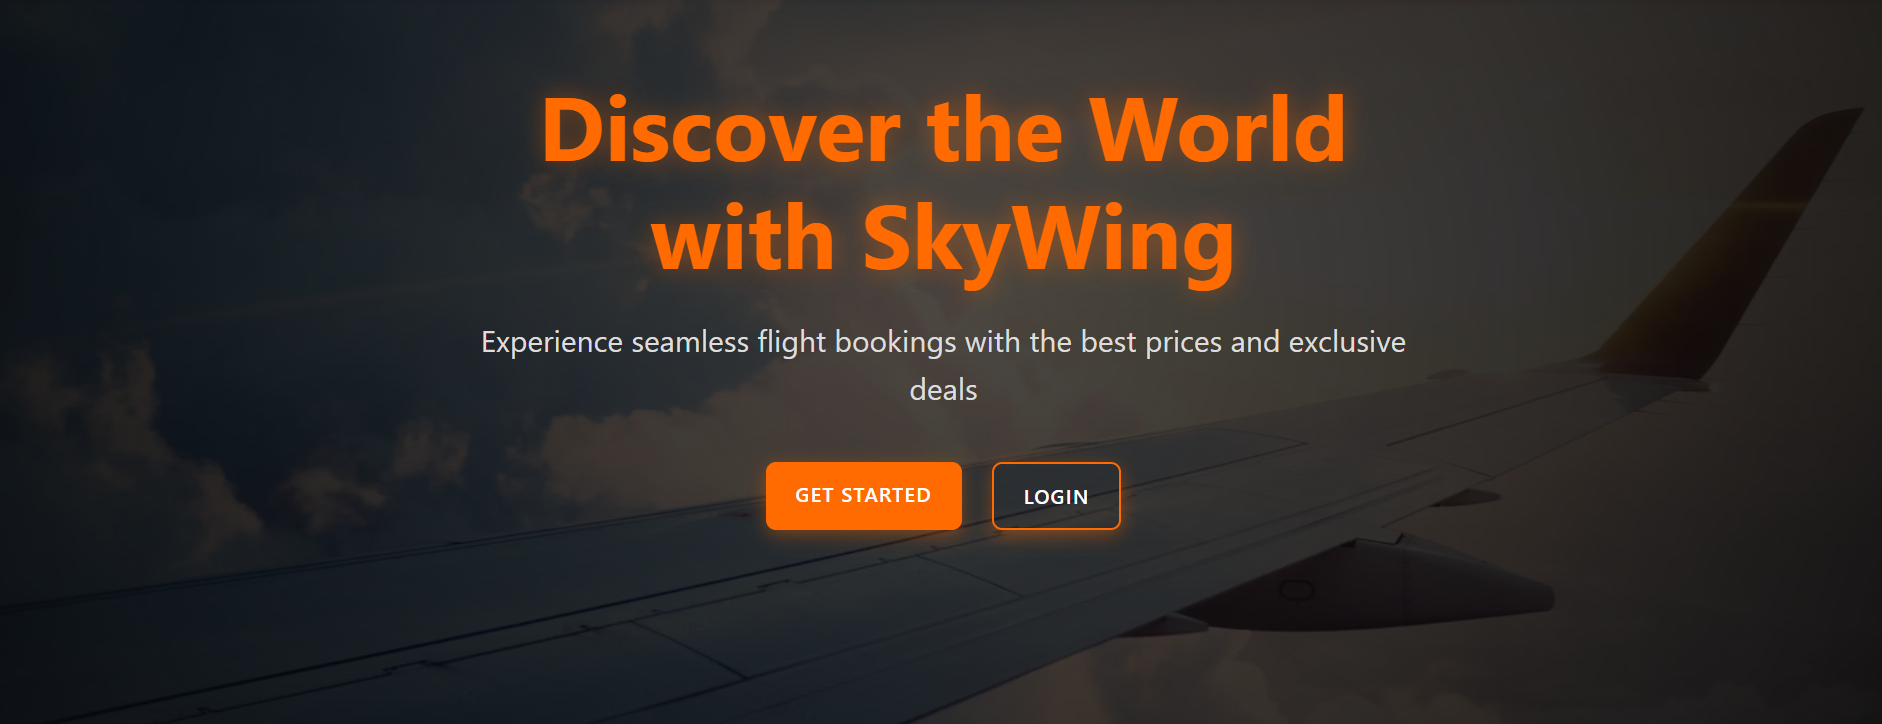 Discover the World
with SkyWing
Experience seamless flight bookings with the best prices and exclusive
deals
GET STARTED
LOGIN